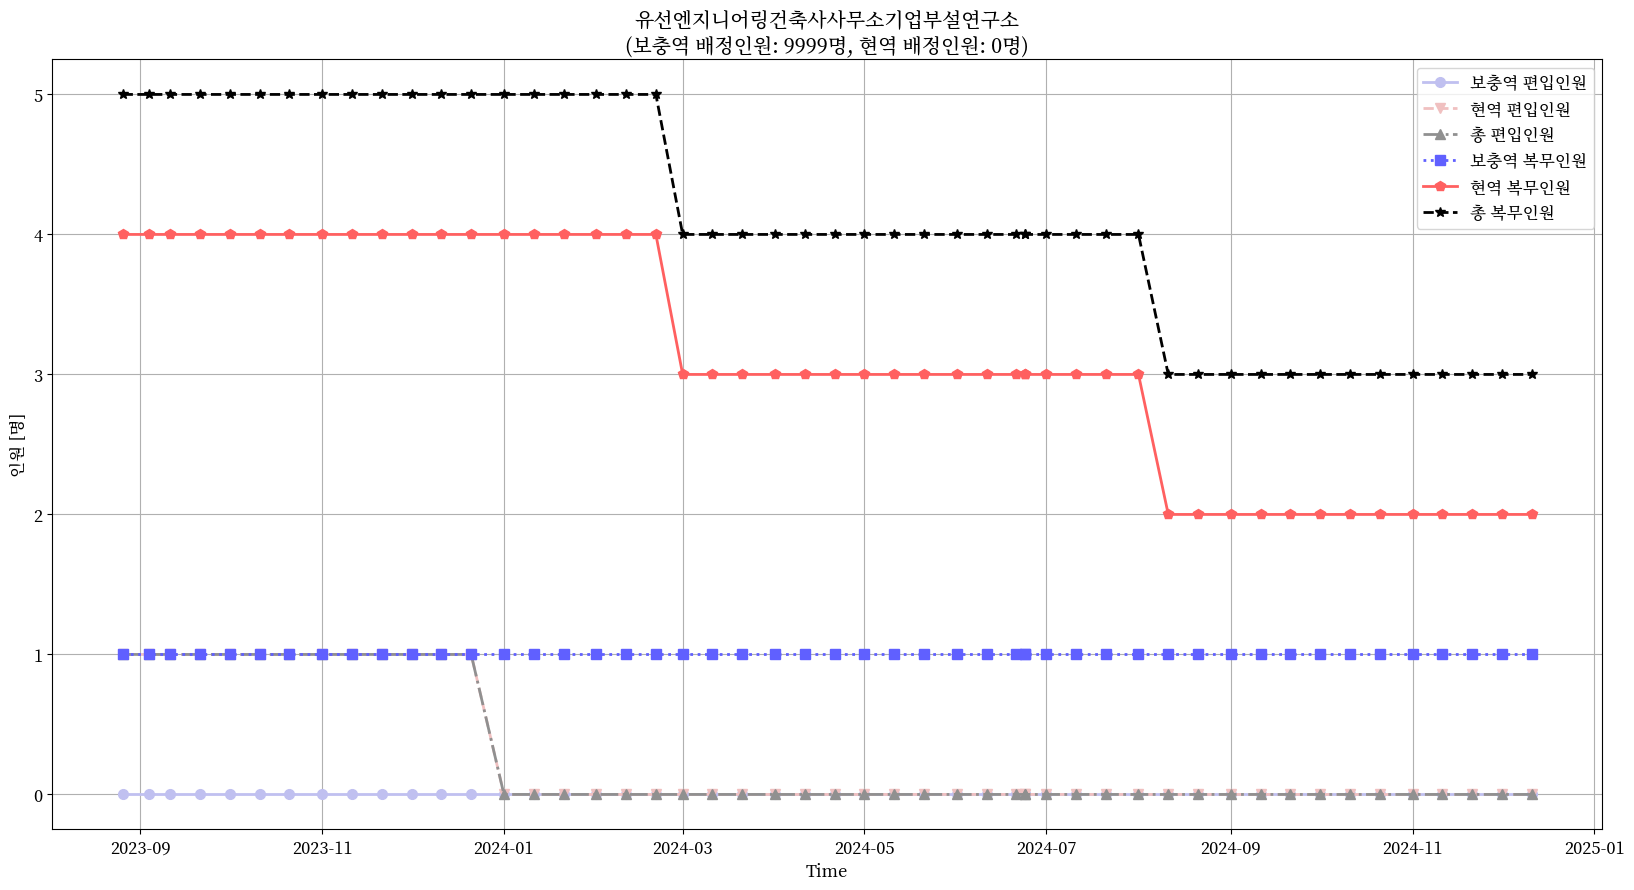 유선엔지니어링건축사사무소기업부설연구소
(보충역 배정인원: 9999명, 현역 배정인원: 0명)
보충역 편입인원
현역 편입인원
총 편입인원
보충역 복무인원
현역 복무인원
총 복무인원
5
4
3
2
1
0
인원 [명]
2023-09
2023-11
2024-01
2024-03
2024-05
2024-07
2024-09
2024-11
2025-01
Time